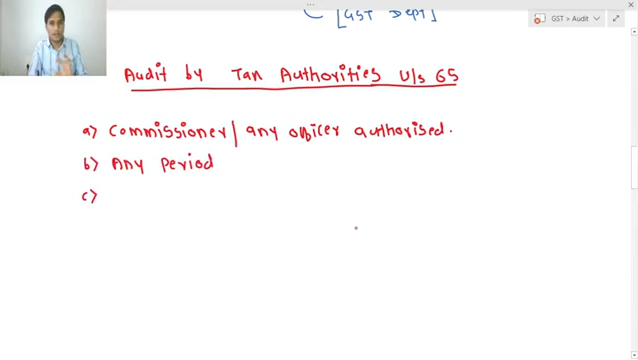 [GST Dept]
GST > Audit
Audit by Tax Authorities U/s 65
a) Commissioner / any officer authorised.
b) Any Period
c)